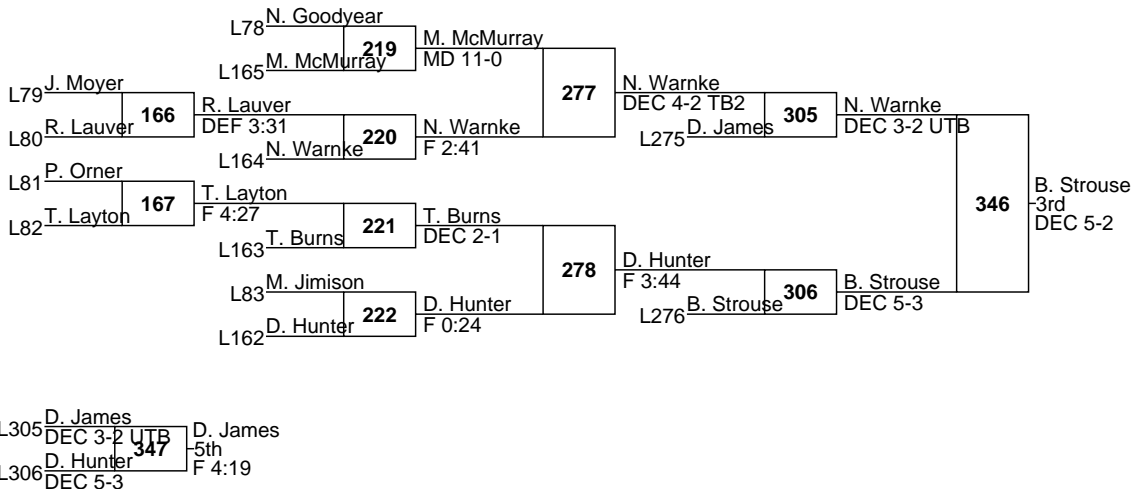 L78 N. Goodyear
219
L165 M. McMurray
M. McMurray
MD 11-0
L79 J. Moyer
166
L80 R. Lauver
R. Lauver
DEF 3:31
220
L164 N. Warnke
N. Warnke
F 2:41
277
N. Warnke
DEC 4-2 TB2
305
L275 D. James
N. Warnke
DEC 3-2 UTB
L81 P. Orner
167
L82 T. Layton
T. Layton
F 4:27
221
L163 T. Burns
T. Burns
DEC 2-1
278
L83 M. Jimison
222
L162 D. Hunter
D. Hunter
F 0:24
D. Hunter
F 3:44
306
L276 B. Strouse
B. Strouse
DEC 5-3
346
B. Strouse
3rd
DEC 5-2
L305 D. James
DEC 3-2 UTB
347
L306 D. Hunter
DEC 5-3
D. James
5th
F 4:19